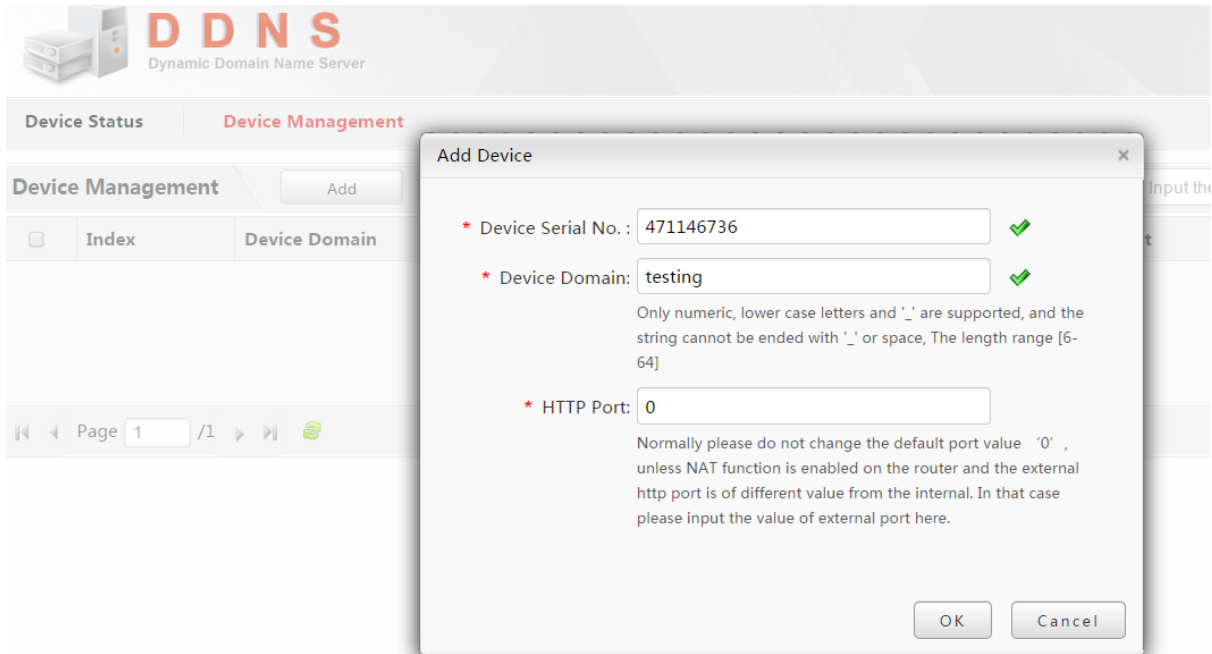 DDNS
Dynamic Domain Name Server
Device Status
Device Management
Device Management
Add
Input the
Index
Device Domain
t
Page 1 /1
Add Device
* Device Serial No. : 471146736
* Device Domain: testing
Only numeric, lower case letters and '_' are supported, and the
string cannot be ended with '_' or space, The length range [6-
64]
* HTTP Port: 0
Normally please do not change the default port value ‘0’ ,
unless NAT function is enabled on the router and the external
http port is of different value from the internal. In that case
please input the value of external port here.
OK
Cancel